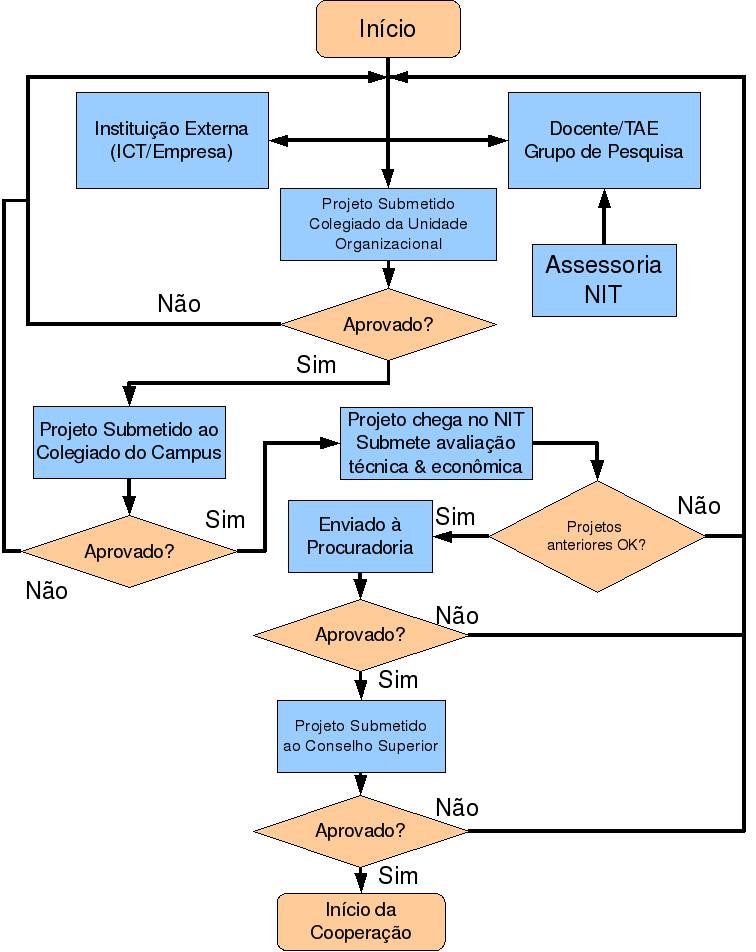 Início
Instituição Externa
(ICT/Empresa)
Docente/TAE
Grupo de Pesquisa
Projeto Submetido
Colegiado da Unidade
Organizacional
Assessoria
NIT
Não
Aprovado?
Sim
Projeto Submetido ao
Colegiado do Campus
Projeto chega no NIT
Submete avaliação
técnica & econômica
Sim
Aprovado?
Não
Enviado à
Procuradoria
Sim
Projetos
anteriores OK?
Não
Aprovado?
Não
Sim
Projeto Submetido
ao Conselho Superior
Aprovado?
Não
Sim
Início da
Cooperação